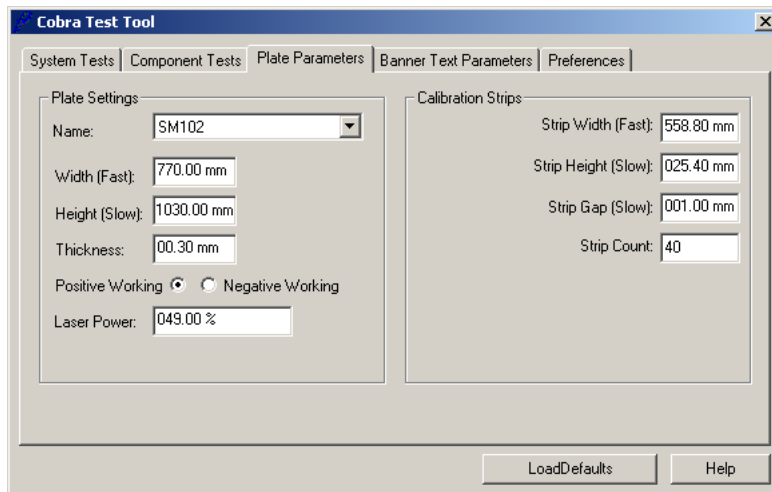 Cobra Test Tool
System Tests Component Tests Plate Parameters Banner Text Parameters Preferences
Plate Settings
Name: SM102
Width (Fast): 770.00 mm
Height (Slow): 1030.00 mm
Thickness: 00.30 mm
Positive Working Negative Working
Laser Power: 049.00 %
Calibration Strips
Strip Width (Fast): 558.80 mm
Strip Height (Slow): 025.40 mm
Strip Gap (Slow): 001.00 mm
Strip Count: 40
LoadDefaults Help